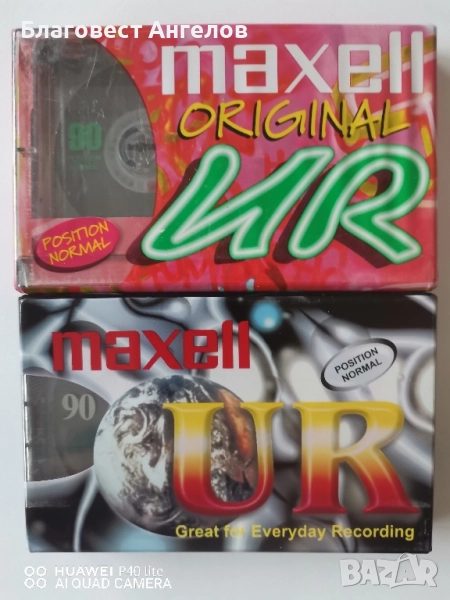 Благовест Ангелов
maxell
ORIGINAL
90
UR
POSITION
NORMAL
maxell
POSITION
NORMAL
90
UR
Great for Everyday Recording
HUAWEI P40 lite
AI QUAD CAMERA
BAZAR